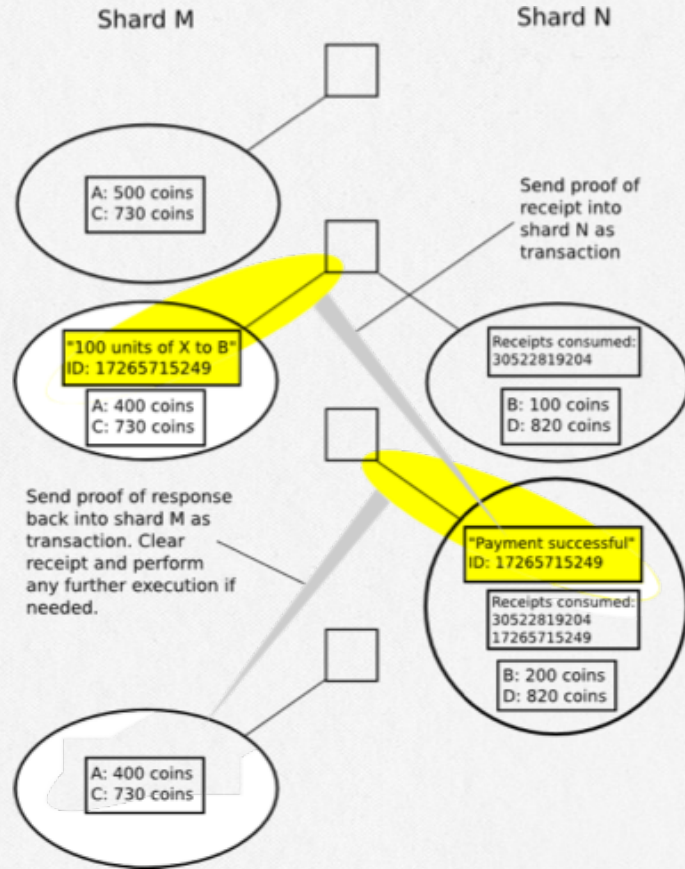 Shard M
Shard N
A: 500 coins
C: 730 coins
Send proof of
receipt into
shard N as
transaction
"100 units of X to B"
ID: 17265715249
A: 400 coins
C: 730 coins
Receipts consumed:
30522819204
B: 100 coins
D: 820 coins
Send proof of response
back into shard M as
transaction. Clear
receipt and perform
any further execution if
needed.
"Payment successful"
ID: 17265715249
Receipts consumed:
30522819204
17265715249
B: 200 coins
D: 820 coins
A: 400 coins
C: 730 coins